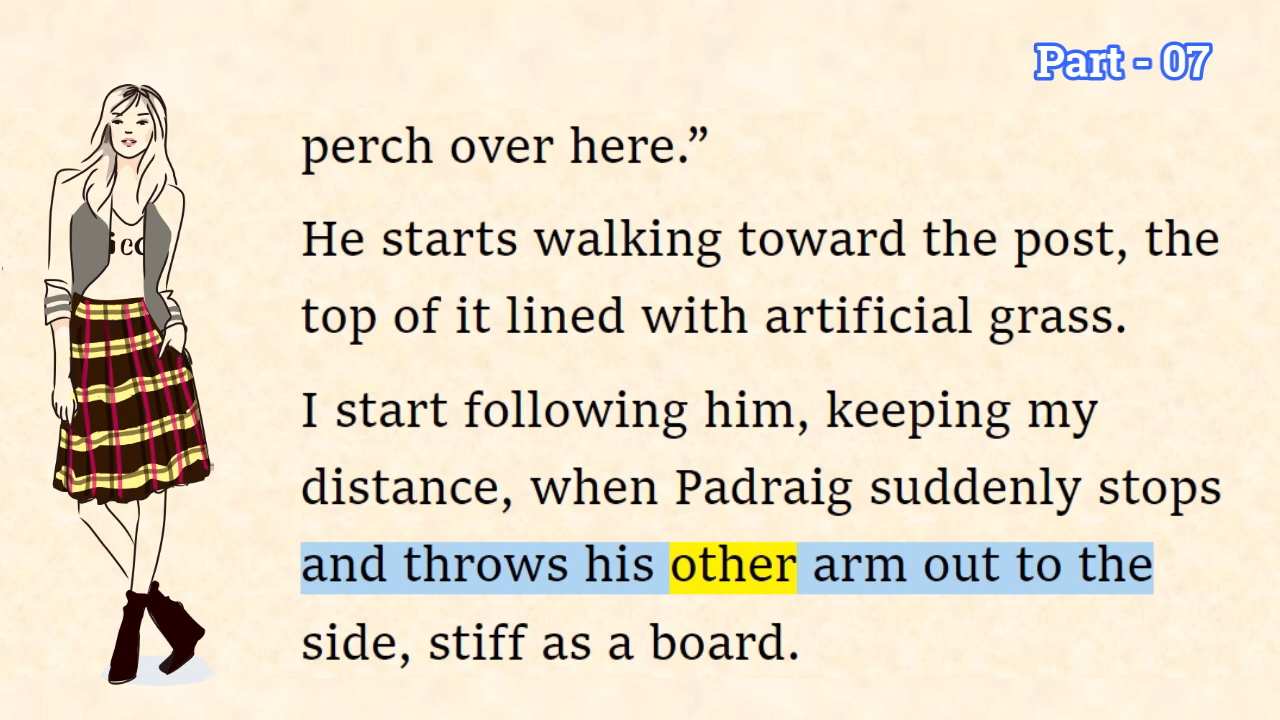 Part - 07
perch over here.”
He starts walking toward the post, the
top of it lined with artificial grass.
I start following him, keeping my
distance, when Padraig suddenly stops
and throws his other arm out to the
side, stiff as a board.